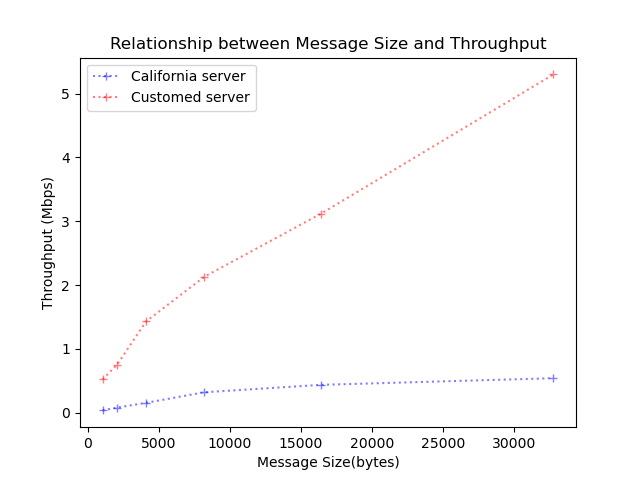 Relationship between Message Size and Throughput
California server
Customed server
Throughput (Mbps)
5
4
3
2
1
0
0 5000 10000 15000 20000 25000 30000
Message Size(bytes)